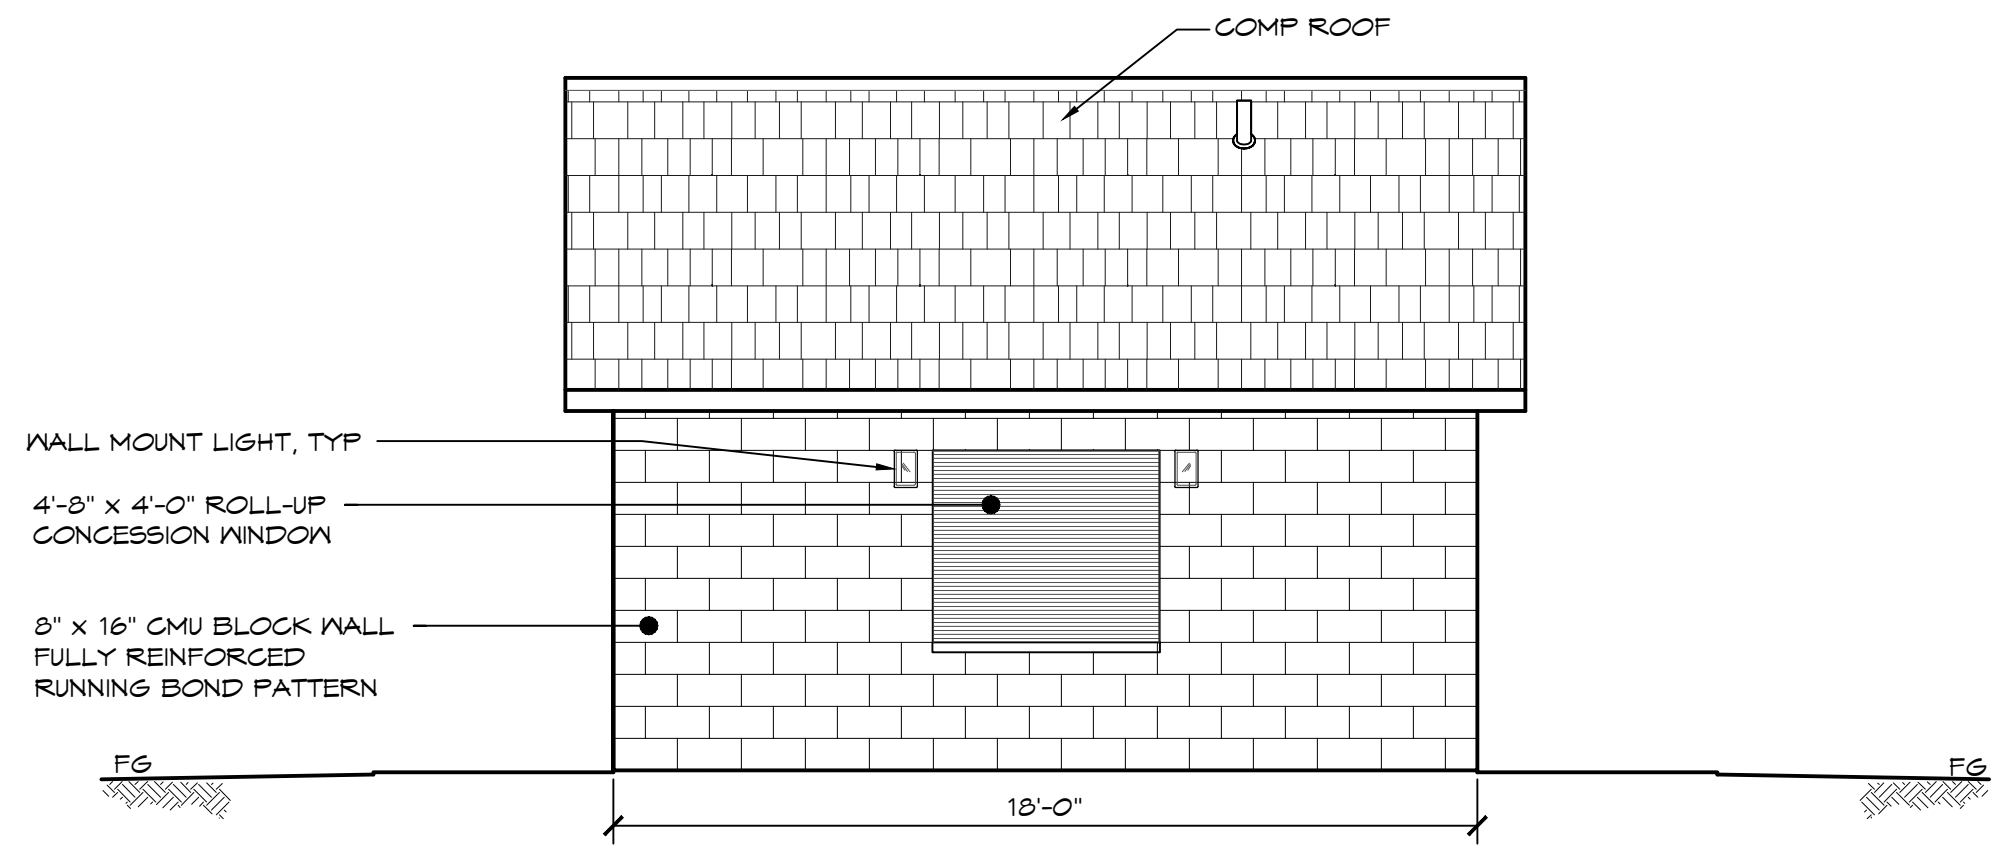 COMP ROOF
WALL MOUNT LIGHT, TYP
4'-8" x 4'-0" ROLL-UP
CONCESSION WINDOW
8" x 16" CMU BLOCK WALL
FULLY REINFORCED
RUNNING BOND PATTERN
FG
FG
18'-0"